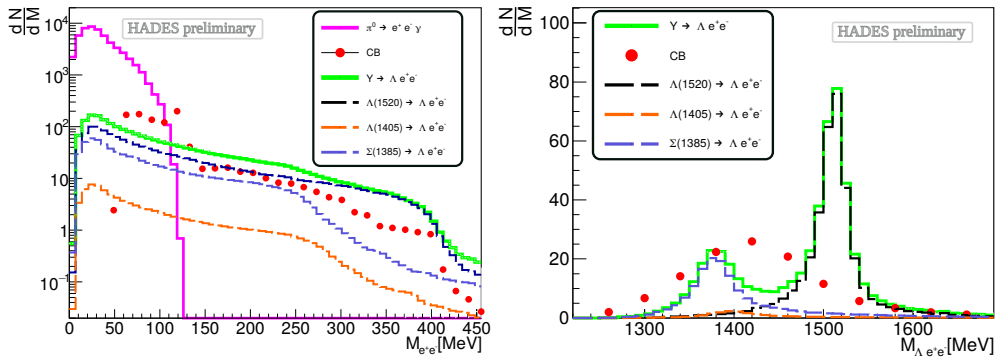 dN
dM
HADES preliminary
π⁰ → e⁺ e⁻ γ
CB
Y → Λ e⁺e⁻
Λ(1520) → Λ e⁺e⁻
Λ(1405) → Λ e⁺e⁻
Σ(1385) → Λ e⁺e⁻
10⁴
10³
10²
10
1
10⁻¹
0 50 100 150 200 250 300 350 400 450
M e⁺e⁻ [MeV]
dN
dM
HADES preliminary
Y → Λ e⁺e⁻
CB
Λ(1520) → Λ e⁺e⁻
Λ(1405) → Λ e⁺e⁻
Σ(1385) → Λ e⁺e⁻
100
80
60
40
20
0
1300 1400 1500 1600
M Λ e⁺e⁻ [MeV]